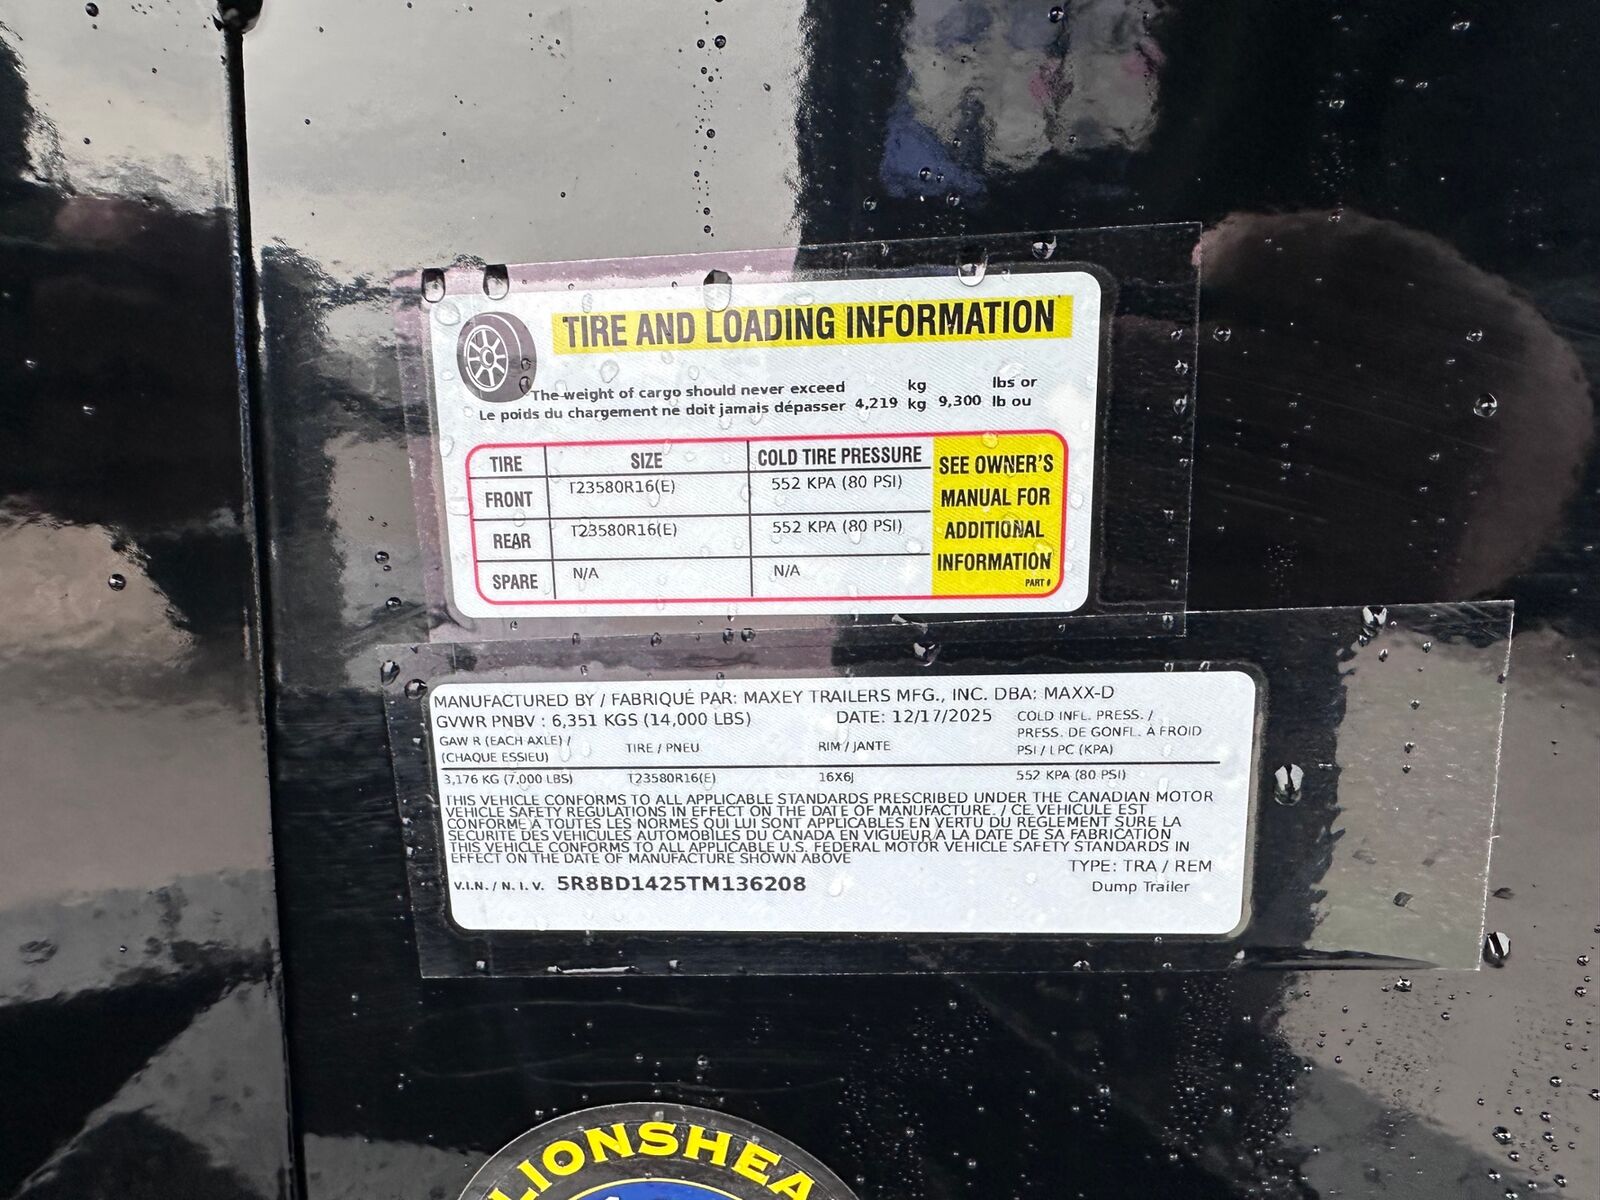 TIRE AND LOADING INFORMATION
The weight of cargo should never exceed kg lbs or
Le poids du chargement ne doit jamais dépasser 4,219 kg 9,300 lb ou
TIRE SIZE COLD TIRE PRESSURE
FRONT T23580R16(E) 552 KPA (80 PSI)
REAR T23580R16(E) 552 KPA (80 PSI)
SPARE N/A N/A
SEE OWNER'S
MANUAL FOR
ADDITIONAL
INFORMATION
PART #
MANUFACTURED BY / FABRIQUÉ PAR: MAXEY TRAILERS MFG., INC. DBA: MAXX-D
GVWR PNBV : 6,351 KGS (14,000 LBS) DATE: 12/17/2025 COLD INFL. PRESS. /
PRESS. DE GONFL. À FROID
GAW R (EACH AXLE) / TIRE / PNEU RIM / JANTE PSI / LPC (KPA)
(CHAQUE ESSIEU)
3,176 KG (7,000 LBS) T23580R16(E) 16X6J 552 KPA (80 PSI)
THIS VEHICLE CONFORMS TO ALL APPLICABLE STANDARDS PRESCRIBED UNDER THE CANADIAN MOTOR
VEHICLE SAFETY REGULATIONS IN EFFECT ON THE DATE OF MANUFACTURE. / CE VEHICULE EST
CONFORME À TOUTES LES NORMES QUI LUI SONT APPLICABLES EN VERTU DU REGLEMENT SURE LA
SECURITE DES VEHICULES AUTOMOBILES DU CANADA EN VIGUEUR A LA DATE DE SA FABRICATION
THIS VEHICLE CONFORMS TO ALL APPLICABLE U.S. FEDERAL MOTOR VEHICLE SAFETY STANDARDS IN
EFFECT ON THE DATE OF MANUFACTURE SHOWN ABOVE
TYPE: TRA / REM
V.I.N. / N. I. V. 5R8BD1425TM136208 Dump Trailer
LIONSHEA